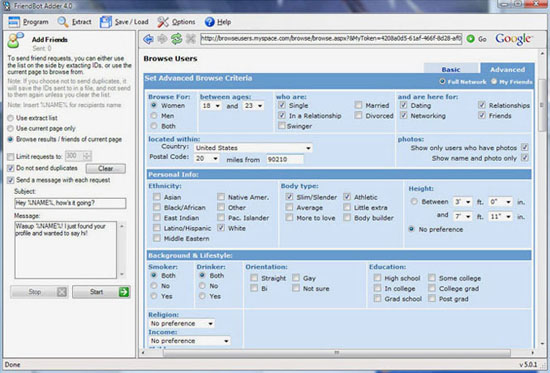 FriendBot Adder 4.0
Program Extract Save / Load Options Help
Add Friends
Sent: 0
To send friend requests, you can either
use the list on the side by extracting IDs, or use the
current page to browse from.
Note: If you choose not to send duplicates, it
will save the IDs sent to in a file, and not send
to them again unless you clear the list.
Note: Insert %NAME% for recipients name.
Use extract list
Use current page only
Browse results / friends of current page
Limit requests to: 300
Do not send duplicates Clear...
Send a message with each request
Subject:
Hey %NAME%, how's it going?
Message:
Wasup %NAME%! I just found your
profile and wanted to say hi!
Stop Start
http://browseusers.myspace.com/browse/browse.aspx?&MyToken=4208a0d5-61af-466f-8d28-af0 Go Google
Browse Users
Basic Advanced
Set Advanced Browse Criteria Full Network My Friends
Browse For: between ages: who are: and are here for:
Women 18 and 23 Single Married Dating Relationships
Men In a Relationship Divorced Networking Friends
Both Swinger
located within: photos:
Country: United States Show only users who have photos
Postal Code: 20 miles from 90210 Show name and photo only
Personal Info:
Ethnicity: Body type: Height:
Asian Native Amer. Slim/Slender Athletic Between 3' ft. 0" in.
Black/African Other Average Little extra and 7' ft. 11" in.
East Indian Pac. Islander More to love Body builder No preference
Latino/Hispanic White
Middle Eastern
Background & Lifestyle:
Smoker: Drinker: Orientation: Education:
Both Both Straight Gay High school Some college
No No Bi Not sure In college College grad
Yes Yes Grad school Post grad
Religion:
No preference
Income:
No preference
Done v 5.0.1